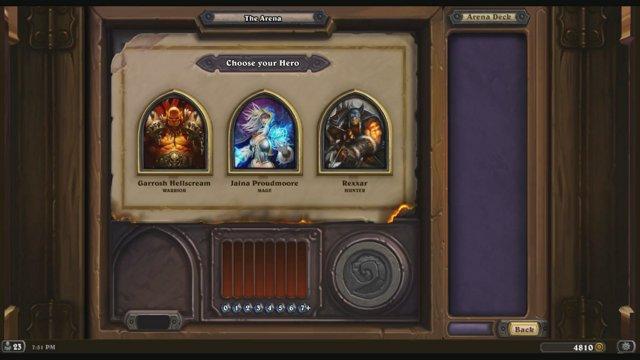 The Arena
Arena Deck
Choose your Hero
Garrosh Hellscream
WARRIOR
Jaina Proudmoore
MAGE
Rexxar
HUNTER
0 1 2 3 4 5 6 7+
Back
23
7:51 PM
4810